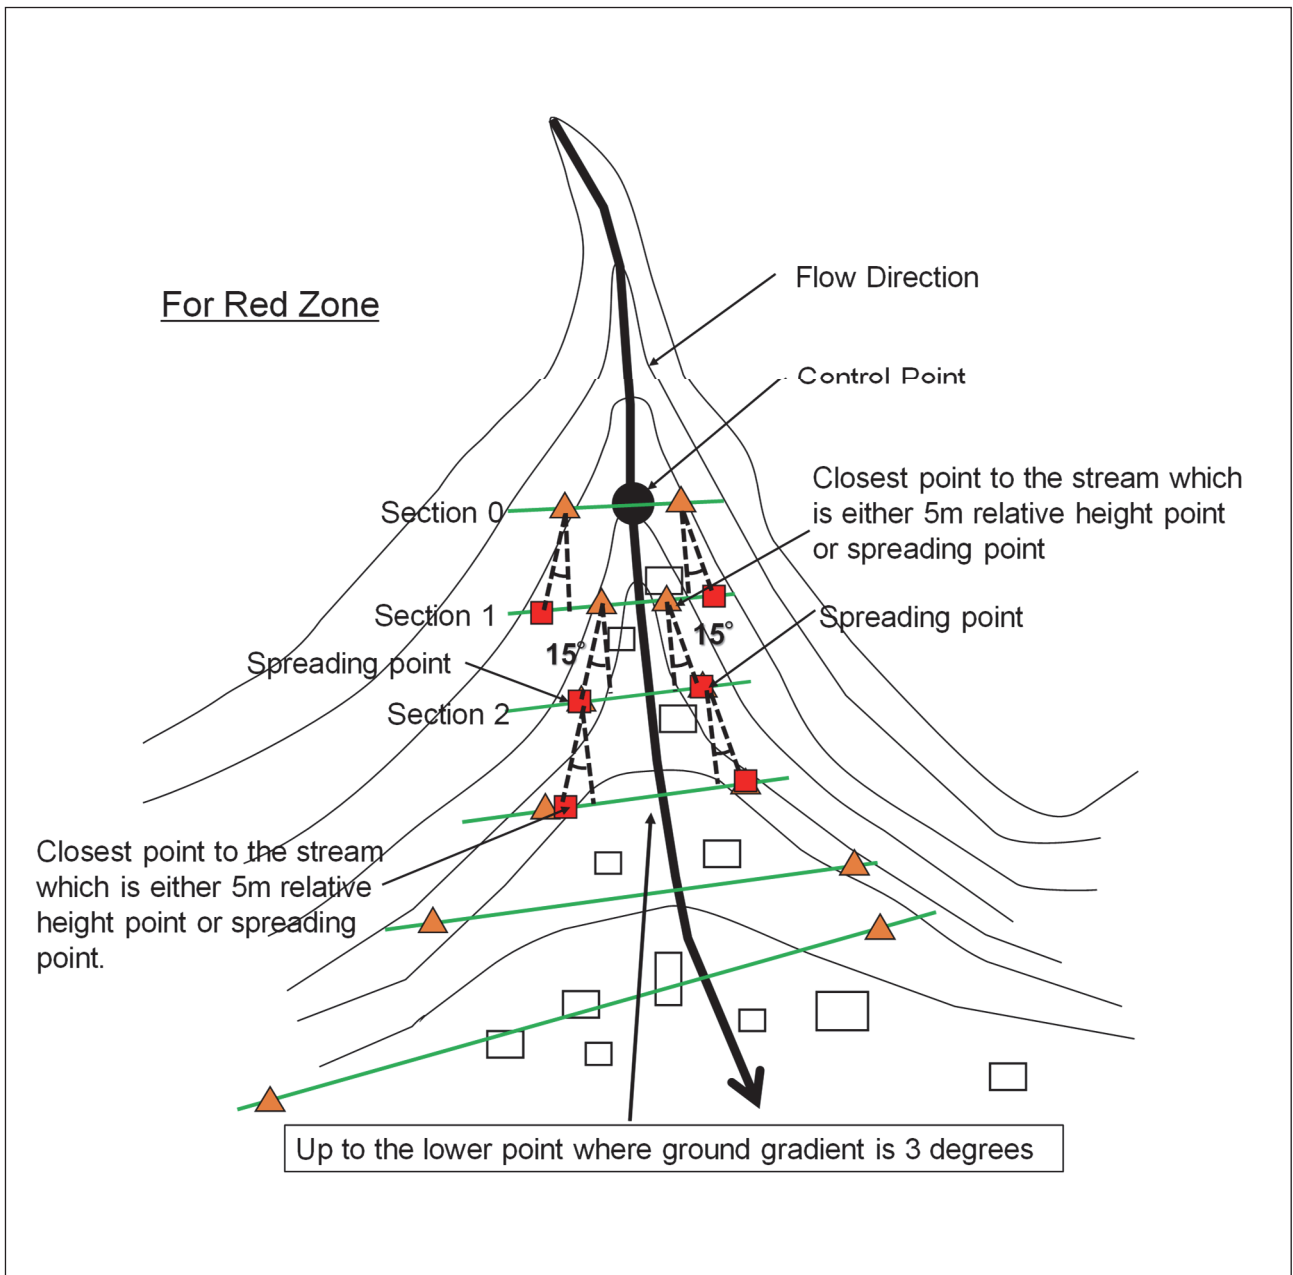 For Red Zone
Flow Direction
Control Point
Closest point to the stream which
is either 5m relative height point
or spreading point
Section 0
Section 1
Spreading point
15°
15°
Spreading point
Section 2
Closest point to the stream
which is either 5m relative
height point or spreading
point.
Up to the lower point where ground gradient is 3 degrees